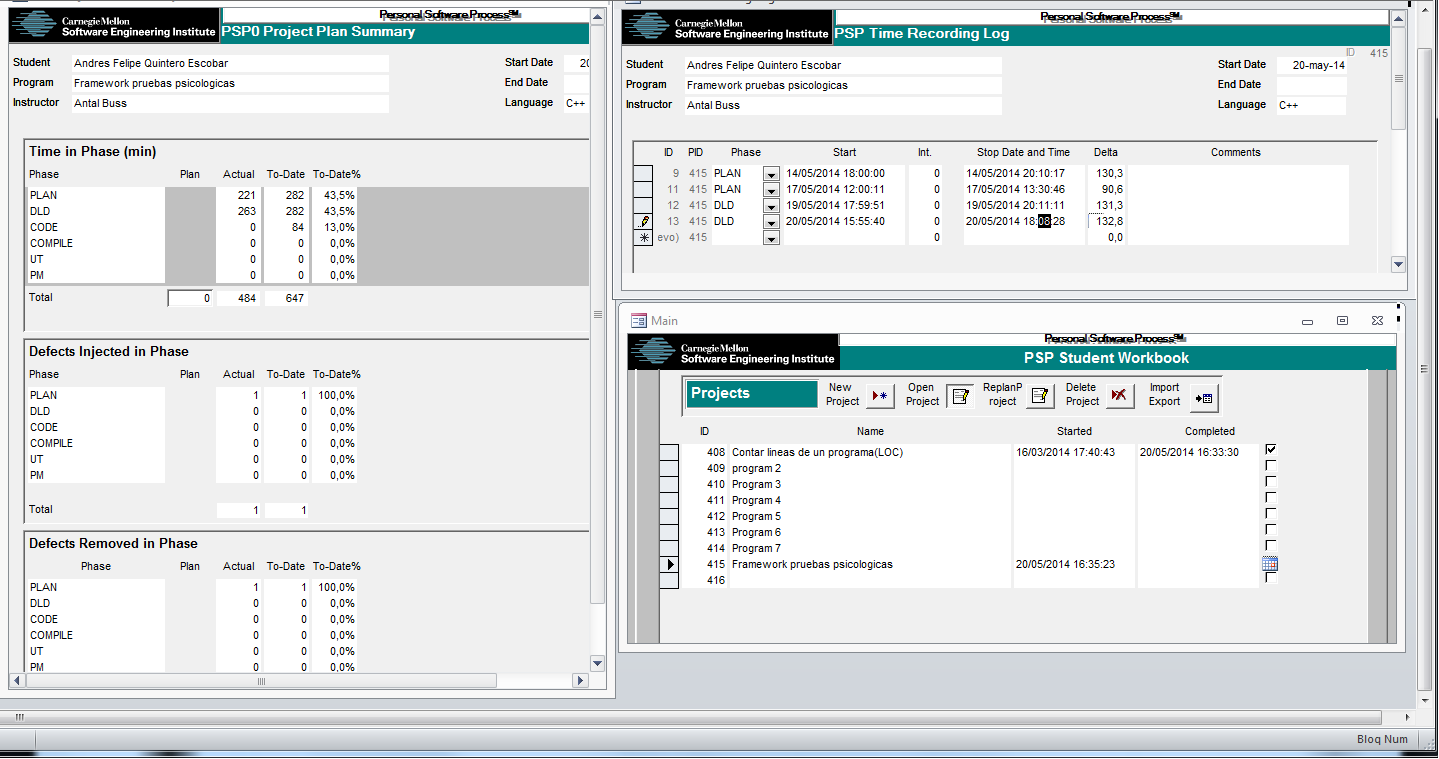 Personal Software Process℠
Carnegie Mellon
Software Engineering Institute
PSP0 Project Plan Summary
Student Andres Felipe Quintero Escobar Start Date 20
Program Framework pruebas psicologicas End Date
Instructor Antal Buss Language C++
Time in Phase (min)
Phase Plan Actual To-Date To-Date%
PLAN 221 282 43,5%
DLD 263 282 43,5%
CODE 0 84 13,0%
COMPILE 0 0 0,0%
UT 0 0 0,0%
PM 0 0 0,0%
Total 0 484 647
Defects Injected in Phase
Phase Plan Actual To-Date To-Date%
PLAN 1 1 100,0%
DLD 0 0 0,0%
CODE 0 0 0,0%
COMPILE 0 0 0,0%
UT 0 0 0,0%
PM 0 0 0,0%
Total 1 1
Defects Removed in Phase
Phase Plan Actual To-Date To-Date%
PLAN 1 1 100,0%
DLD 0 0 0,0%
CODE 0 0 0,0%
COMPILE 0 0 0,0%
UT 0 0 0,0%
PM 0 0 0,0%
Personal Software Process℠
Carnegie Mellon
Software Engineering Institute
PSP Time Recording Log
ID 415
Student Andres Felipe Quintero Escobar Start Date 20-may-14
Program Framework pruebas psicologicas End Date
Instructor Antal Buss Language C++
ID PID Phase Start Int. Stop Date and Time Delta Comments
9 415 PLAN 14/05/2014 18:00:00 0 14/05/2014 20:10:17 130,3
11 415 PLAN 17/05/2014 12:00:11 0 17/05/2014 13:30:46 90,6
12 415 DLD 19/05/2014 17:59:51 0 19/05/2014 20:11:11 131,3
13 415 DLD 20/05/2014 15:55:40 0 20/05/2014 18:08:28 132,8
evo) 415 0 0,0
Main
Personal Software Process℠
Carnegie Mellon
Software Engineering Institute
PSP Student Workbook
Projects
New Project
Open Project
ReplanP roject
Delete Project
Import Export
ID Name Started Completed
408 Contar lineas de un programa(LOC) 16/03/2014 17:40:43 20/05/2014 16:33:30
409 program 2
410 Program 3
411 Program 4
412 Program 5
413 Program 6
414 Program 7
415 Framework pruebas psicologicas 20/05/2014 16:35:23
416
Bloq Num